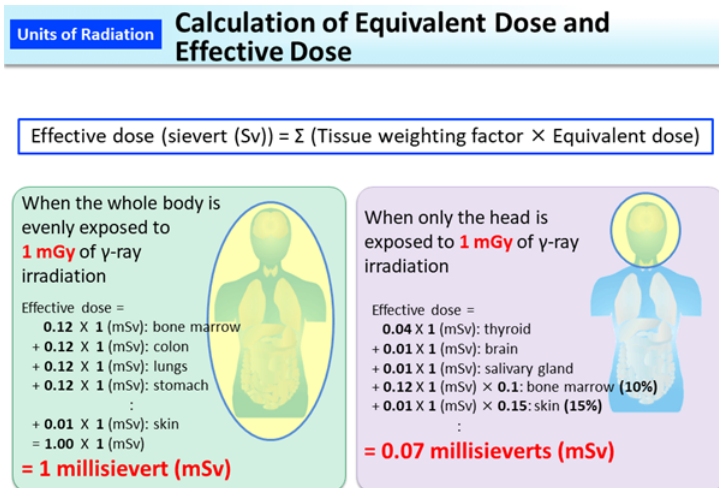 Units of Radiation
Calculation of Equivalent Dose and
Effective Dose
Effective dose (sievert (Sv)) = Σ (Tissue weighting factor × Equivalent dose)
When the whole body is
evenly exposed to
1 mGy of γ-ray
irradiation
Effective dose =
0.12 X 1 (mSv): bone marrow
+ 0.12 X 1 (mSv): colon
+ 0.12 X 1 (mSv): lungs
+ 0.12 X 1 (mSv): stomach
:
+ 0.01 X 1 (mSv): skin
= 1.00 X 1 (mSv)
= 1 millisievert (mSv)
When only the head is
exposed to 1 mGy of γ-ray
irradiation
Effective dose =
0.04 X 1 (mSv): thyroid
+ 0.01 X 1 (mSv): brain
+ 0.01 X 1 (mSv): salivary gland
+ 0.12 X 1 (mSv) × 0.1: bone marrow (10%)
+ 0.01 X 1 (mSv) × 0.15: skin (15%)
:
= 0.07 millisieverts (mSv)